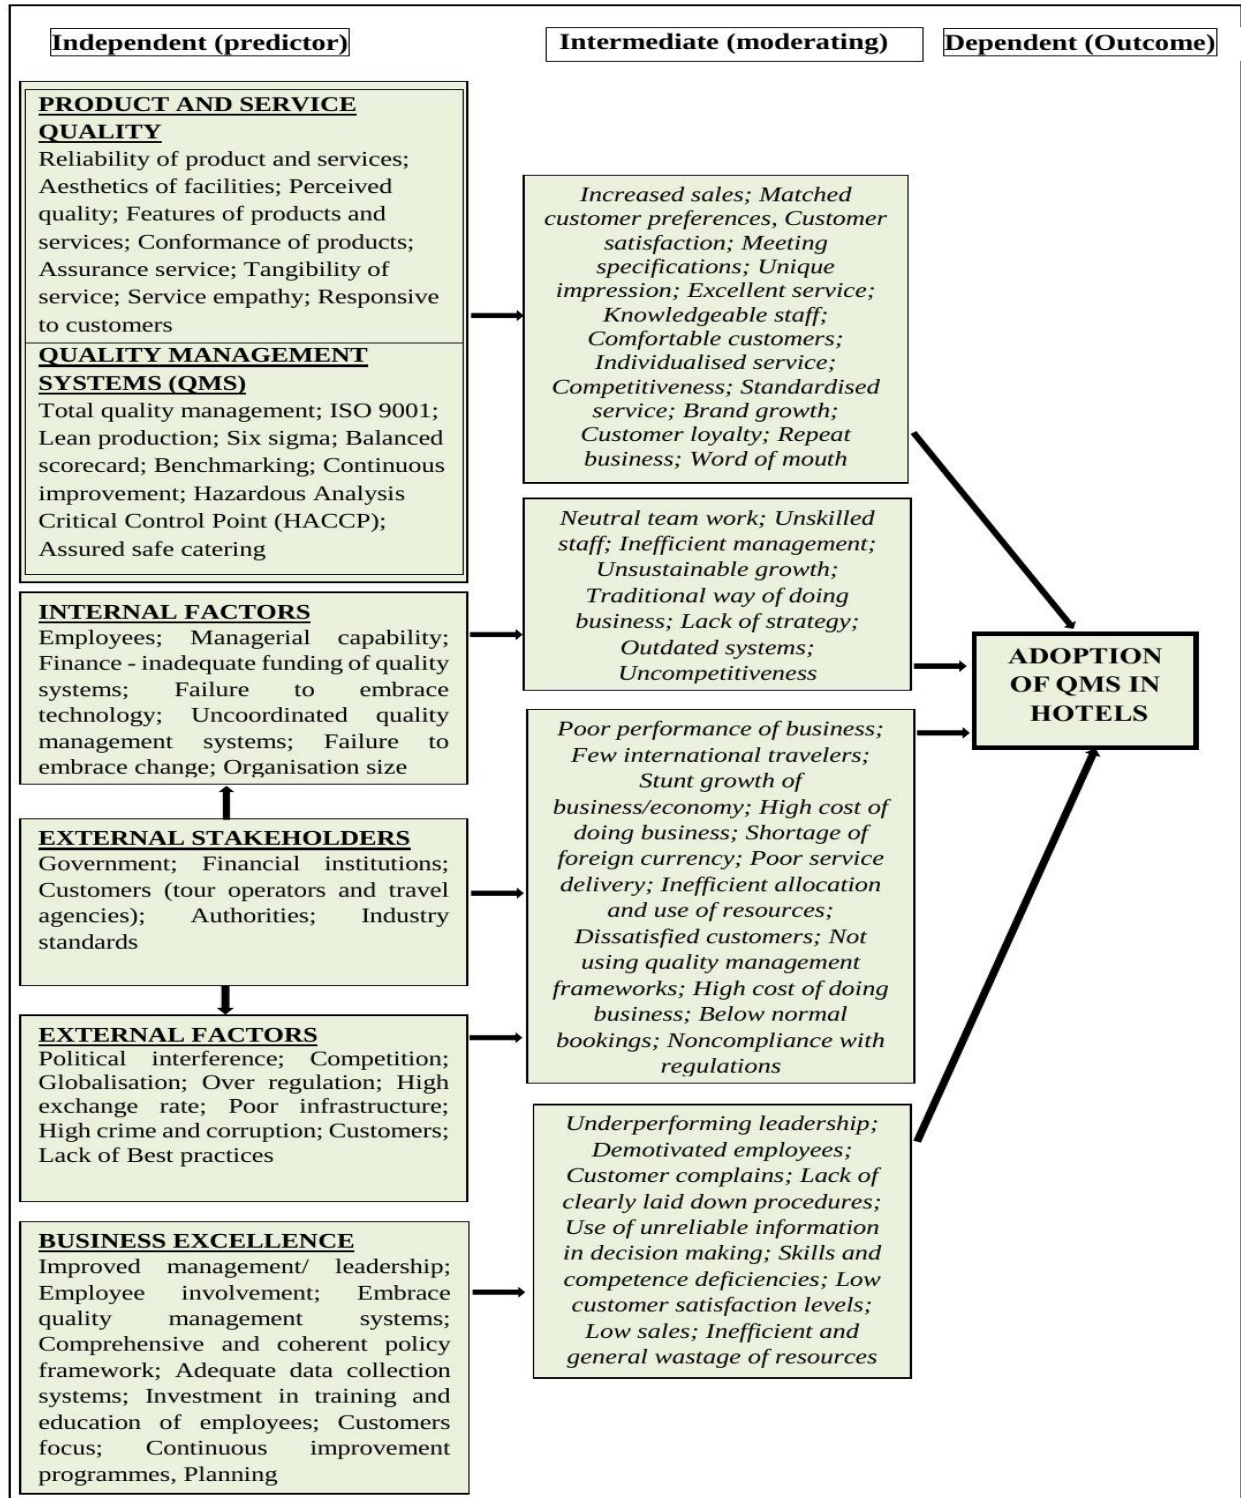 Independent (predictor)
Intermediate (moderating)
Dependent (Outcome)
PRODUCT AND SERVICE
QUALITY
Reliability of product and services;
Aesthetics of facilities; Perceived
quality; Features of products and
services; Conformance of products;
Assurance service; Tangibility of
service; Service empathy; Responsive
to customers
QUALITY MANAGEMENT
SYSTEMS (QMS)
Total quality management; ISO 9001;
Lean production; Six sigma; Balanced
scorecard; Benchmarking; Continuous
improvement; Hazardous Analysis
Critical Control Point (HACCP);
Assured safe catering
INTERNAL FACTORS
Employees; Managerial capability;
Finance - inadequate funding of quality
systems; Failure to embrace
technology; Uncoordinated quality
management systems; Failure to
embrace change; Organisation size
EXTERNAL STAKEHOLDERS
Government; Financial institutions;
Customers (tour operators and travel
agencies); Authorities; Industry
standards
EXTERNAL FACTORS
Political interference; Competition;
Globalisation; Over regulation; High
exchange rate; Poor infrastructure;
High crime and corruption; Customers;
Lack of Best practices
BUSINESS EXCELLENCE
Improved management/ leadership;
Employee involvement; Embrace
quality management systems;
Comprehensive and coherent policy
framework; Adequate data collection
systems; Investment in training and
education of employees; Customers
focus; Continuous improvement
programmes, Planning
Increased sales; Matched
customer preferences, Customer
satisfaction; Meeting
specifications; Unique
impression; Excellent service;
Knowledgeable staff;
Comfortable customers;
Individualised service;
Competitiveness; Standardised
service; Brand growth;
Customer loyalty; Repeat
business; Word of mouth
Neutral team work; Unskilled
staff; Inefficient management;
Unsustainable growth;
Traditional way of doing
business; Lack of strategy;
Outdated systems;
Uncompetitiveness
Poor performance of business;
Few international travelers;
Stunt growth of
business/economy; High cost of
doing business; Shortage of
foreign currency; Poor service
delivery; Inefficient allocation
and use of resources;
Dissatisfied customers; Not
using quality management
frameworks; High cost of doing
business; Below normal
bookings; Noncompliance with
regulations
Underperforming leadership;
Demotivated employees;
Customer complains; Lack of
clearly laid down procedures;
Use of unreliable information
in decision making; Skills and
competence deficiencies; Low
customer satisfaction levels;
Low sales; Inefficient and
general wastage of resources
ADOPTION
OF QMS IN
HOTELS